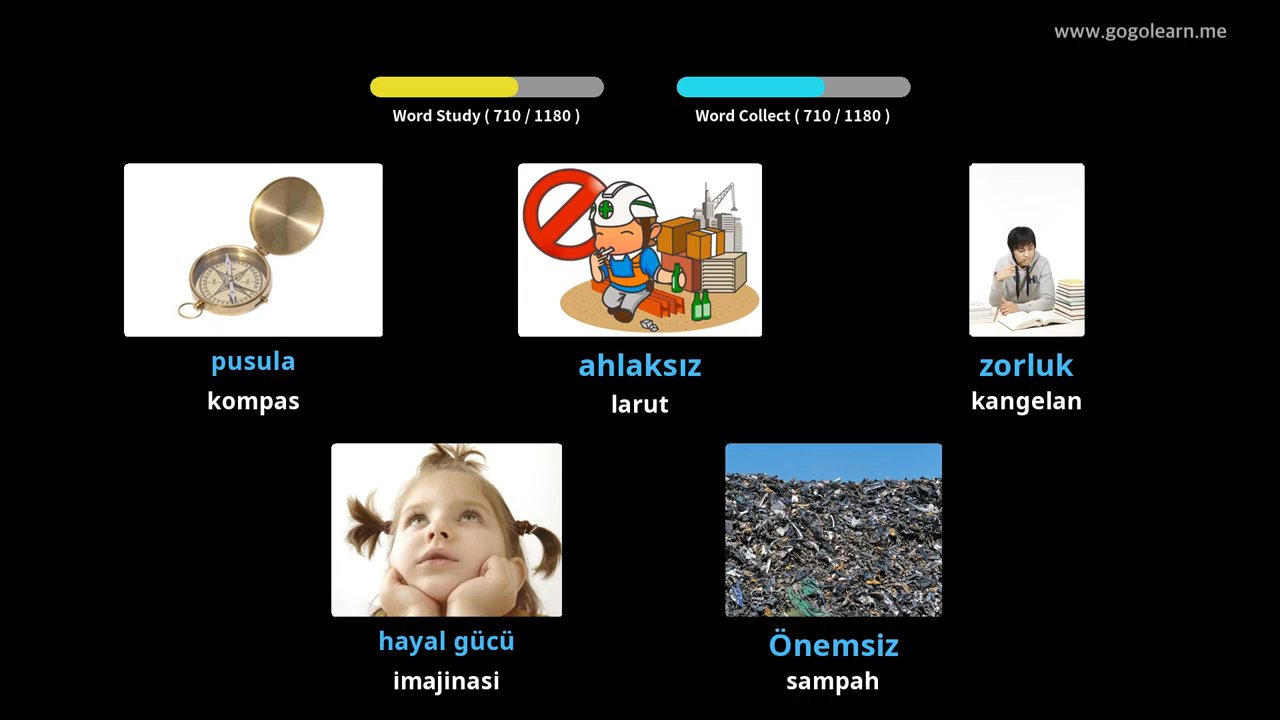 www.gogolearn.me
Word Study ( 710 / 1180 )
Word Collect ( 710 / 1180 )
pusula
kompas
ahlaksız
larut
zorluk
kangelan
hayal gücü
imajinasi
Önemsiz
sampah